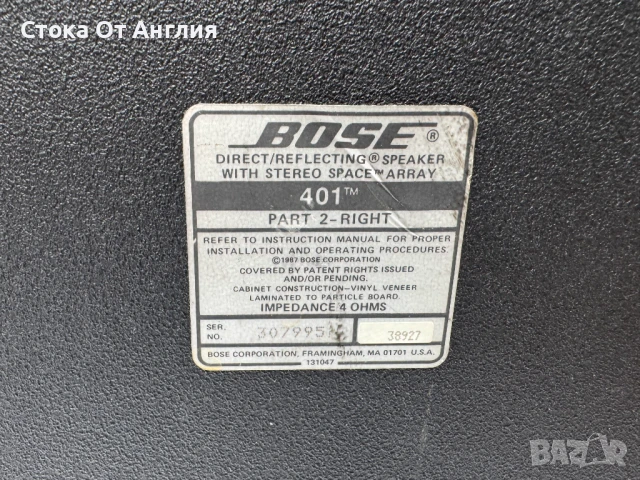 Стока От Англия
BOSE®
DIRECT/REFLECTING® SPEAKER
WITH STEREO SPACE™ ARRAY
401™
PART 2-RIGHT
REFER TO INSTRUCTION MANUAL FOR PROPER
INSTALLATION AND OPERATING PROCEDURES.
©1987 BOSE CORPORATION
COVERED BY PATENT RIGHTS ISSUED
AND/OR PENDING.
CABINET CONSTRUCTION-VINYL VENEER
LAMINATED TO PARTICLE BOARD.
IMPEDANCE 4 OHMS
SER. NO. 38927
BOSE CORPORATION, FRAMINGHAM, MA 01701 U.S.A.
131047
BAZAR